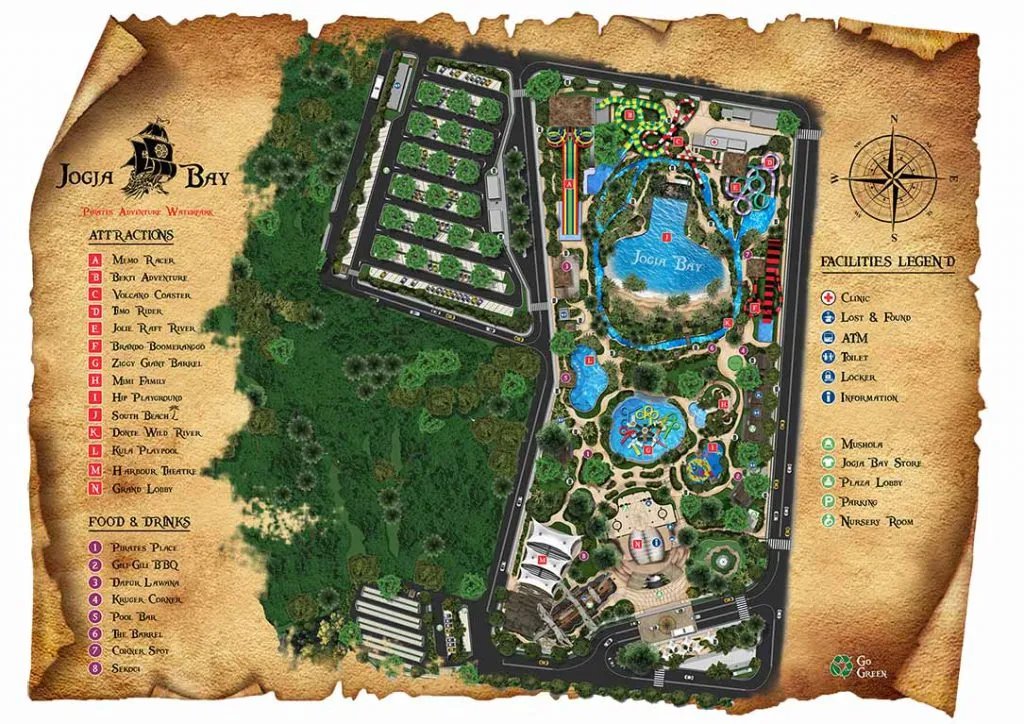 Jogja Bay
Pirates Adventure Waterpark
ATTRACTIONS
A Memo Racer
B Bekti Adventure
C Volcano Coaster
D Timo Rider
E Jolie Raft River
F Brando Boomeranggo
G Ziggy Giant Barrel
H Mimi Family
I Hip Playground
J South Beach
K Donte Wild River
L Kula Playpool
M Harbour Theatre
N Grand Lobby
FOOD & DRINKS
1 Pirates Place
2 Gili-Gili BBQ
3 Dapur Lawana
4 Kruger Corner
5 Pool Bar
6 The Barrel
7 Corner Spot
8 Sekoci
JOGJA BAY
N
E
S
W
FACILITIES LEGEND
Clinic
Lost & Found
ATM
Toilet
Locker
Information
Mushola
Jogja Bay Store
Plaza Lobby
P Parking
Nursery Room
Go
Green